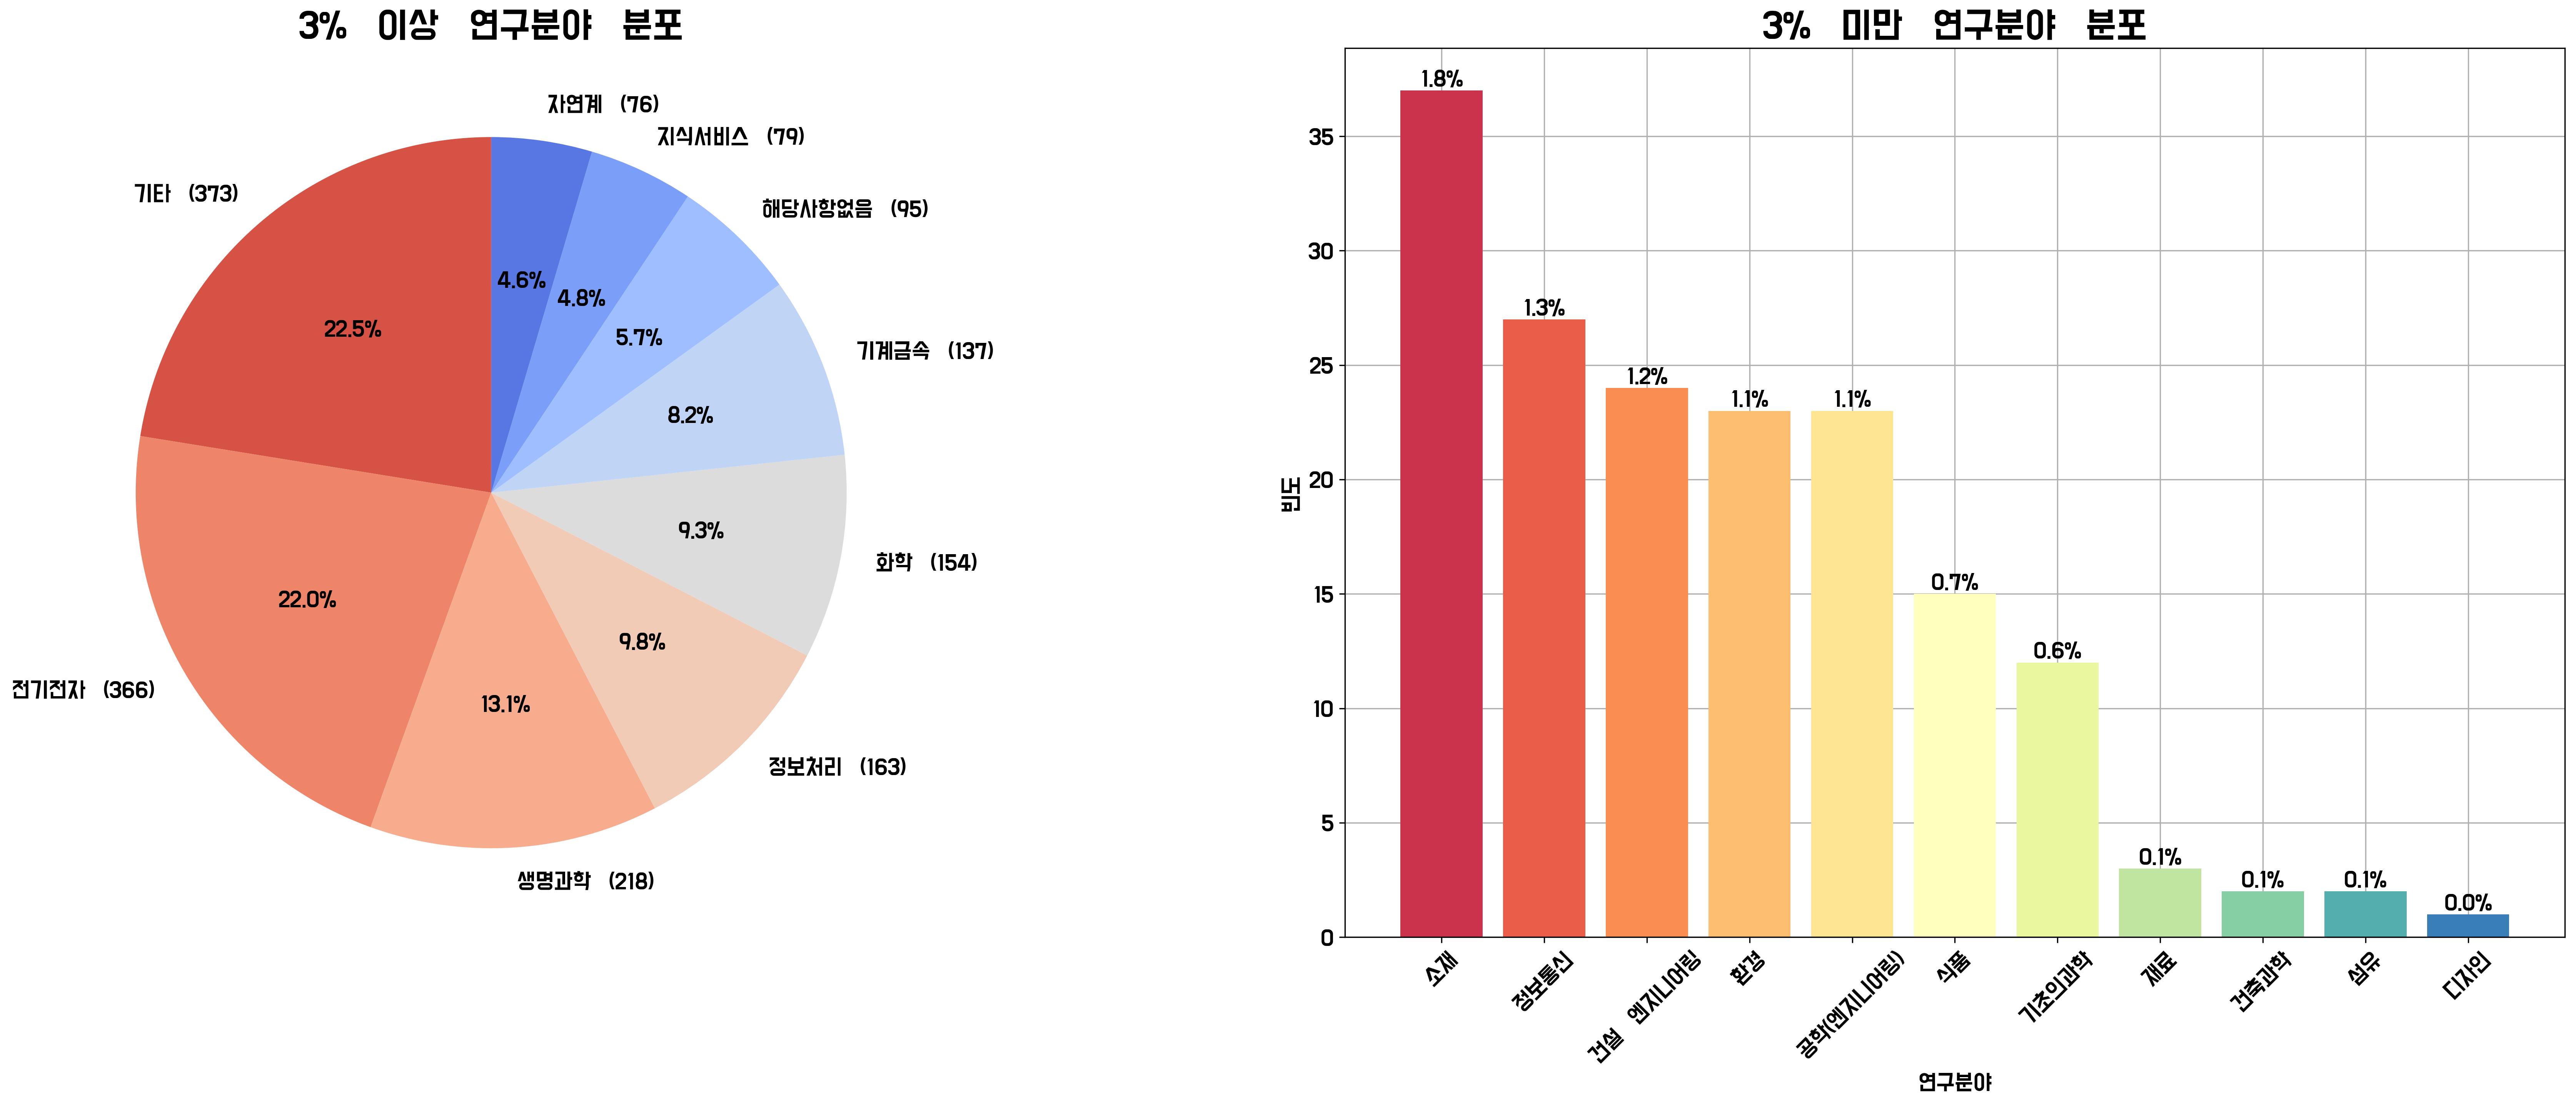 3% 이상 연구분야 분포
자연계 (76)
지식서비스 (79)
해당사항없음 (95)
기계금속 (137)
화학 (154)
정보처리 (163)
생명과학 (218)
전기전자 (366)
기타 (373)
4.6%
4.8%
5.7%
8.2%
9.3%
9.8%
13.1%
22.0%
22.5%
3% 미만 연구분야 분포
빈도
35
30
25
20
15
10
5
0
1.8%
1.3%
1.2%
1.1%
1.1%
0.7%
0.6%
0.1%
0.1%
0.1%
0.0%
소재
정보통신
건설 엔지니어링
환경
공학(엔지니어링)
식품
기초의과학
재료
건축과학
섬유
디자인
연구분야